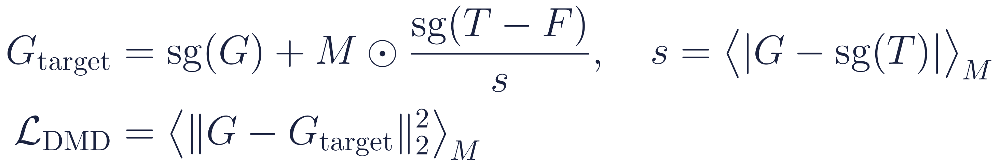 G_target = sg(G) + M ⊙ sg(T − F) / s, s = ⟨|G − sg(T)|⟩_M
ℒ_DMD = ⟨‖G − G_target‖₂²⟩_M